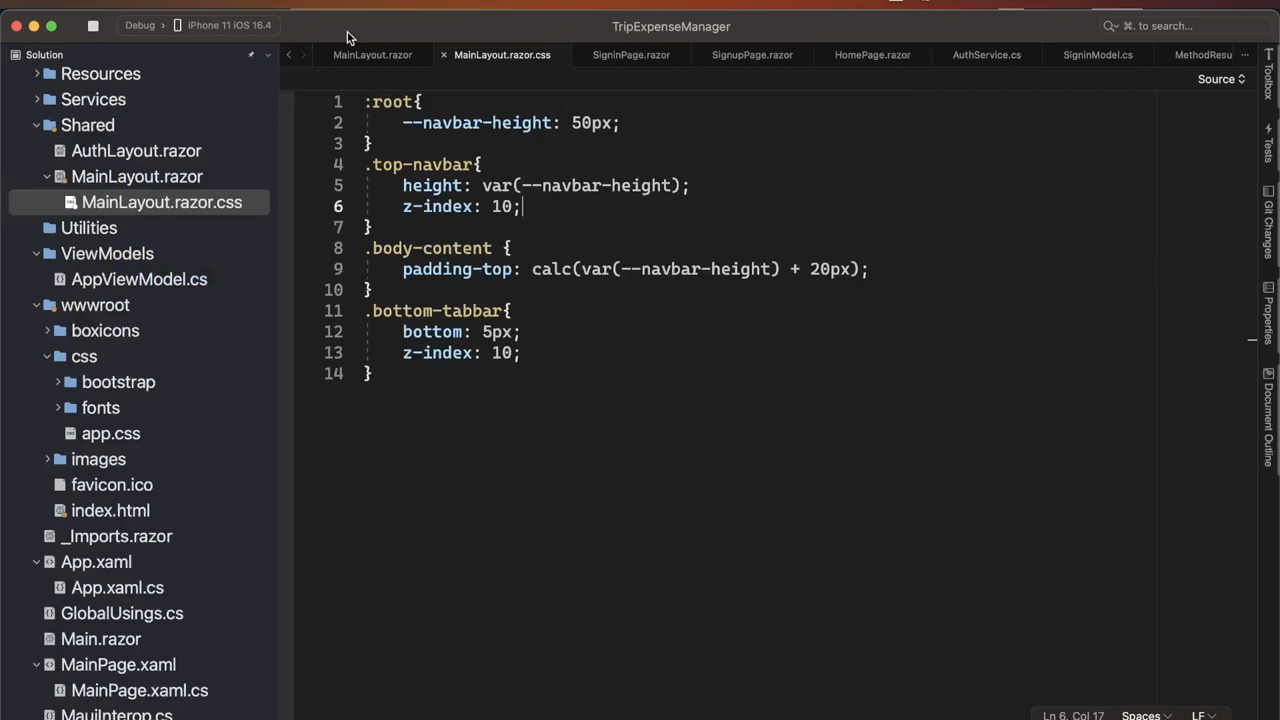 Debug
iPhone 11 iOS 16.4
TripExpenseManager
⌘. to search...
Solution
MainLayout.razor
MainLayout.razor.css
SigninPage.razor
SignupPage.razor
HomePage.razor
AuthService.cs
SigninModel.cs
MethodResu
Source
Resources
Services
Shared
AuthLayout.razor
MainLayout.razor
MainLayout.razor.css
Utilities
ViewModels
AppViewModel.cs
wwwroot
boxicons
css
bootstrap
fonts
app.css
images
favicon.ico
index.html
_Imports.razor
App.xaml
App.xaml.cs
GlobalUsings.cs
Main.razor
MainPage.xaml
MainPage.xaml.cs
MauiInterop.cs
1 :root{
2 --navbar-height: 50px;
3 }
4 .top-navbar{
5 height: var(--navbar-height);
6 z-index: 10;
7 }
8 .body-content {
9 padding-top: calc(var(--navbar-height) + 20px);
10 }
11 .bottom-tabbar{
12 bottom: 5px;
13 z-index: 10;
14 }
Toolbox
Tests
Git Changes
Properties
Document Outline
Ln 6, Col 17
Spaces
LF